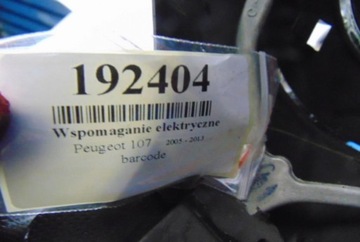 192404
Wspomaganie elektryczne
Peugeot 107 2005 - 2013
barcode